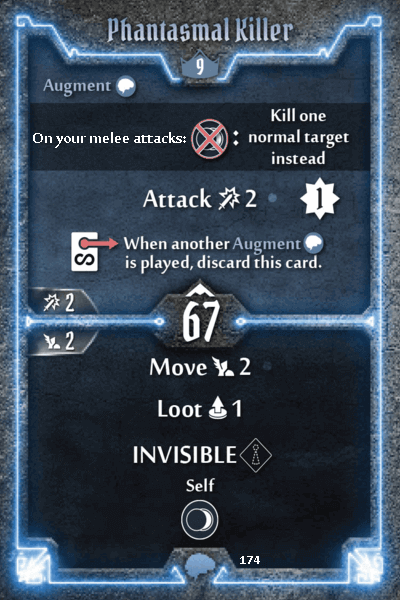 Phantasmal Killer
9
Augment
On your melee attacks: : Kill one
normal target
instead
Attack 2 1
When another Augment
is played, discard this card.
2
67
2
Move 2
Loot 1
INVISIBLE
Self
174